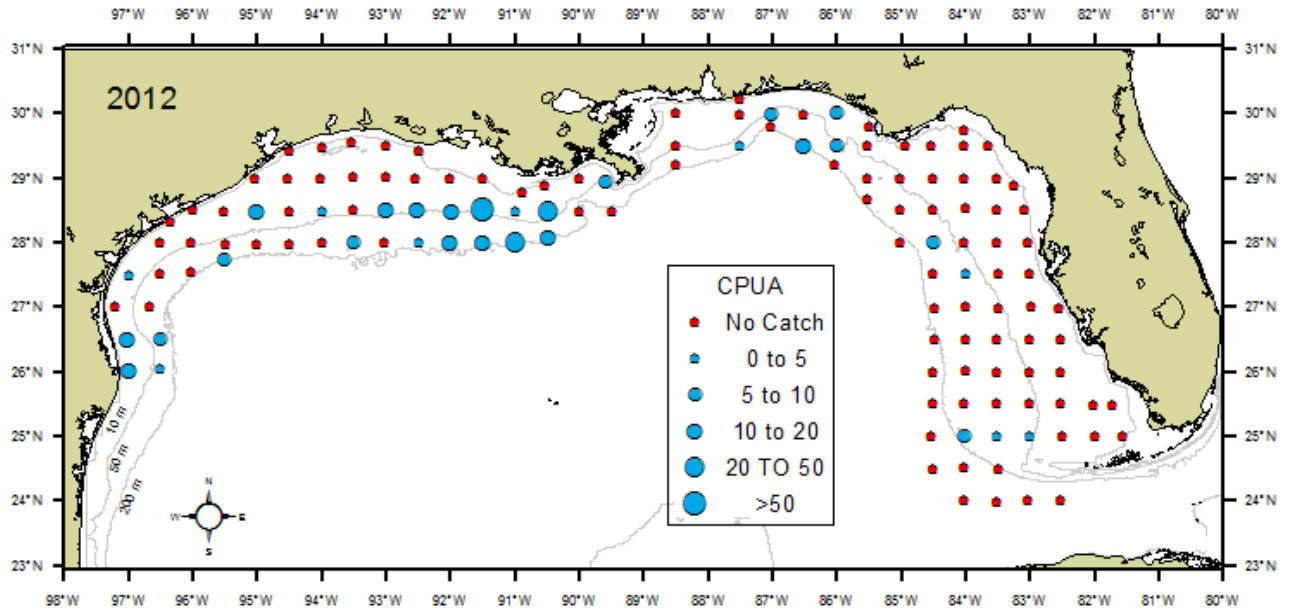 97°W 96°W 95°W 94°W 93°W 92°W 91°W 90°W 89°W 88°W 87°W 86°W 85°W 84°W 83°W 82°W 81°W 80°W
31°N 31°N
2012
30°N 30°N
29°N 29°N
28°N 28°N
CPUA
27°N 27°N
No Catch
0 to 5
26°N 26°N
5 to 10
10 to 20
10 m
25°N 25°N
50 m
20 TO 50
200 m
N
24°N 24°N
>50
W E
S
23°N 23°N
98°W 97°W 96°W 95°W 94°W 93°W 92°W 91°W 90°W 89°W 88°W 87°W 86°W 85°W 84°W 83°W 82°W 81°W 80°W